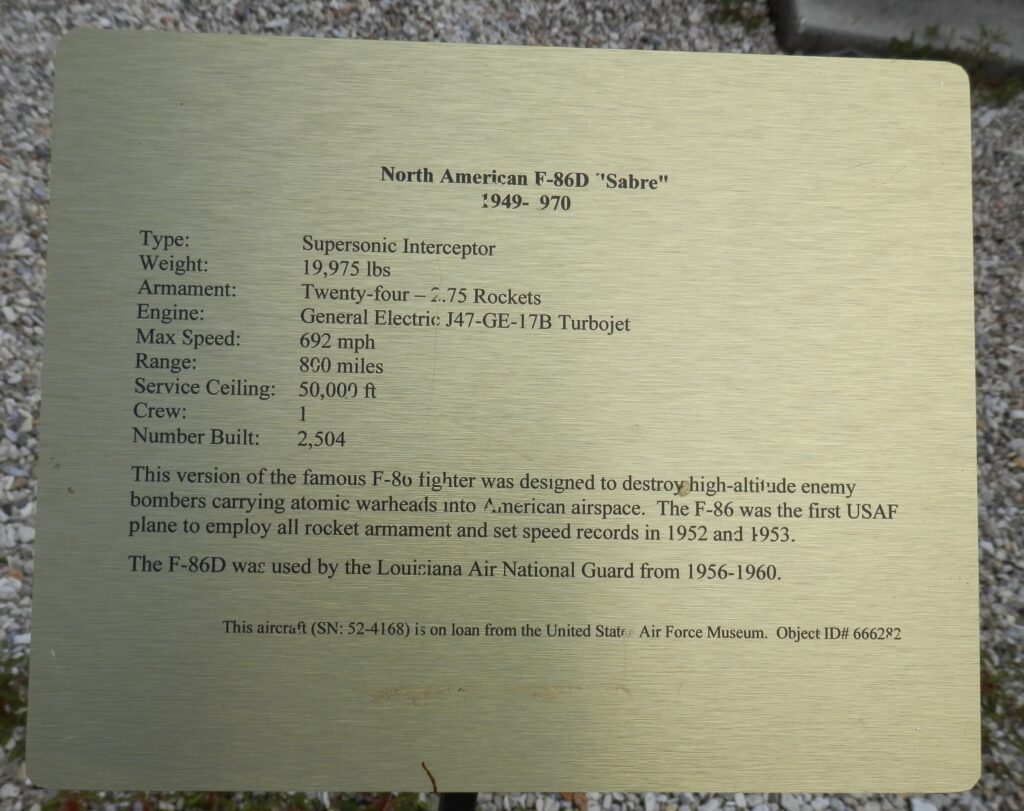 North American F-86D "Sabre"
1949-1970
Type: Supersonic Interceptor
Weight: 19,975 lbs
Armament: Twenty-four – 2.75 Rockets
Engine: General Electric J47-GE-17B Turbojet
Max Speed: 692 mph
Range: 800 miles
Service Ceiling: 50,000 ft
Crew: 1
Number Built: 2,504
This version of the famous F-86 fighter was designed to destroy high-altitude enemy
bombers carrying atomic warheads into American airspace. The F-86 was the first USAF
plane to employ all rocket armament and set speed records in 1952 and 1953.
The F-86D was used by the Louisiana Air National Guard from 1956-1960.
This aircraft (SN: 52-4168) is on loan from the United States Air Force Museum. Object ID# 666282